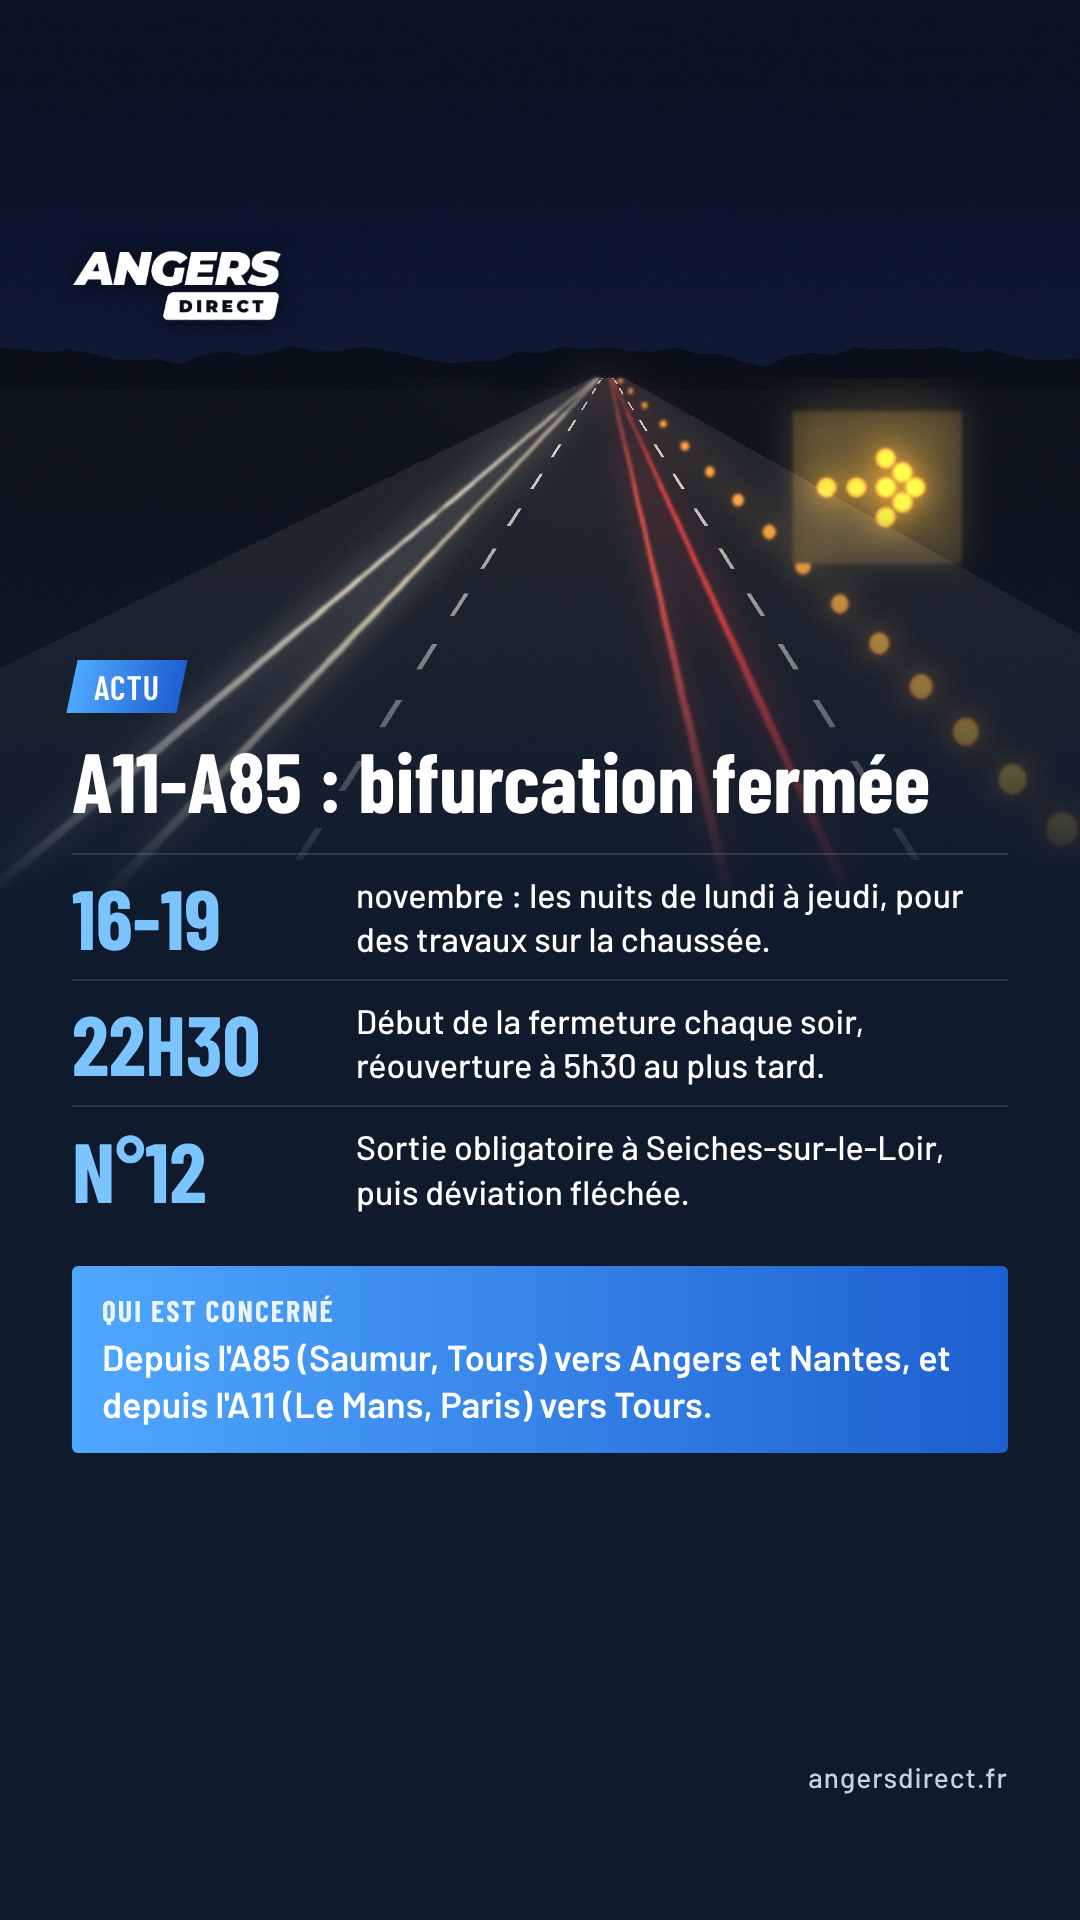 ANGERS
DIRECT
ACTU
A11-A85 : bifurcation fermée
16-19
novembre : les nuits de lundi à jeudi, pour
des travaux sur la chaussée.
22H30
Début de la fermeture chaque soir,
réouverture à 5h30 au plus tard.
N°12
Sortie obligatoire à Seiches-sur-le-Loir,
puis déviation fléchée.
QUI EST CONCERNÉ
Depuis l'A85 (Saumur, Tours) vers Angers et Nantes, et
depuis l'A11 (Le Mans, Paris) vers Tours.
angersdirect.fr